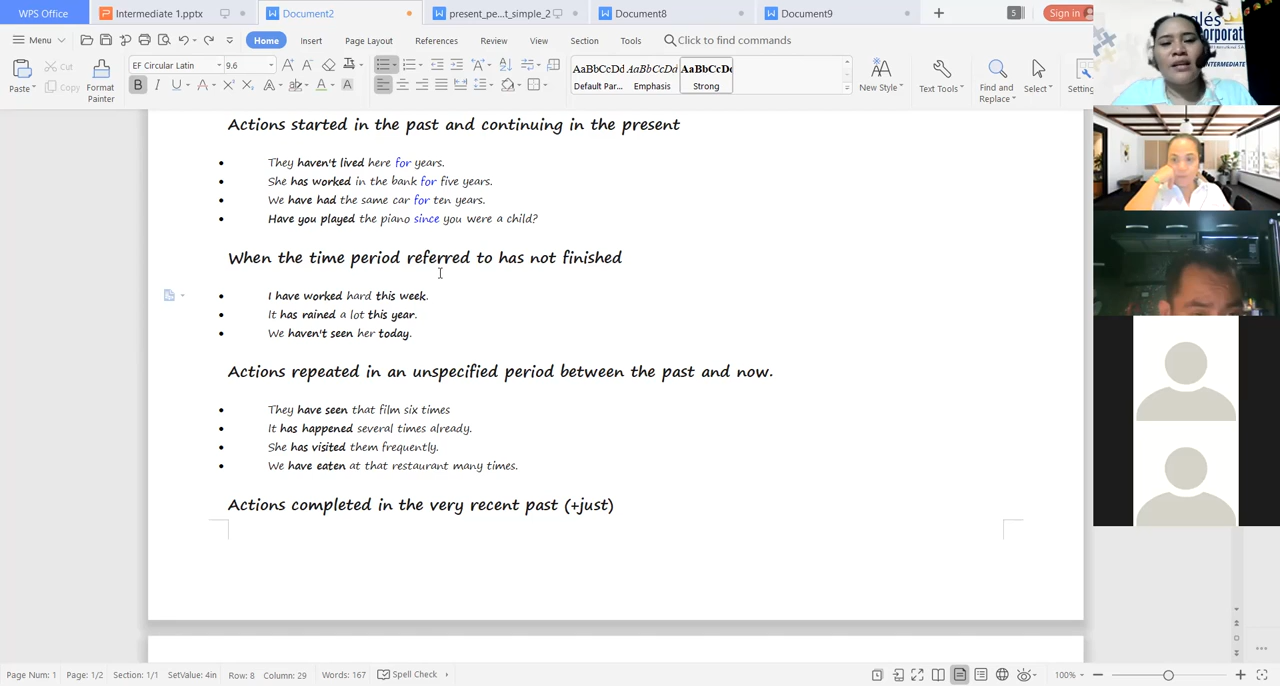 WPS Office Intermediate 1.pptx Document2 present_pe...t_simple_2 Document8 Document9 5 Sign in
Inglés
Corporat
INTERMEDIATE
Menu Home Insert Page Layout References Review View Section Tools Click to find commands
EF Circular Latin 9.6 AaBbCcDd AaBbCcDd AaBbCcDd
Paste Cut Copy Format Painter Default Par... Emphasis Strong New Style Text Tools Find and Replace Select Setting
Actions started in the past and continuing in the present
• They haven't lived here for years.
• She has worked in the bank for five years.
• We have had the same car for ten years.
• Have you played the piano since you were a child?
When the time period referred to has not finished
• I have worked hard this week.
• It has rained a lot this year.
• We haven't seen her today.
Actions repeated in an unspecified period between the past and now.
• They have seen that film six times
• It has happened several times already.
• She has visited them frequently.
• We have eaten at that restaurant many times.
Actions completed in the very recent past (+just)
Page Num: 1 Page: 1/2 Section: 1/1 SetValue: 4in Row: 8 Column: 29 Words: 167 Spell Check 100%